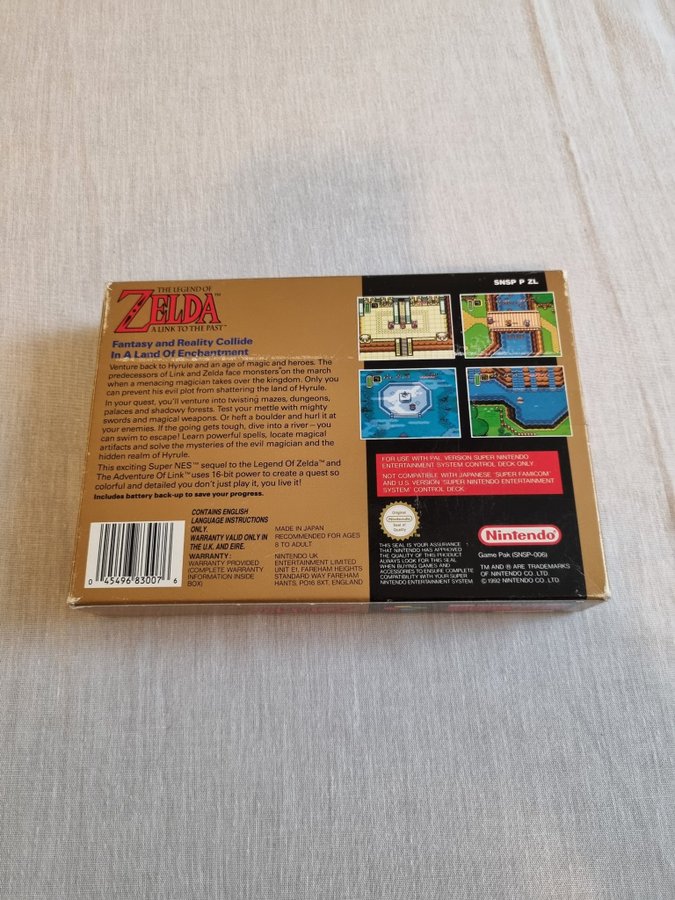 SNSP P ZL
THE LEGEND OF
ZELDA™
A LINK TO THE PAST™
Fantasy and Reality Collide
In A Land Of Enchantment
Venture back to Hyrule and an age of magic and heroes. The
predecessors of Link and Zelda face monsters on the march
when a menacing magician takes over the kingdom. Only you
can prevent his evil plot from shattering the land of Hyrule.
In your quest, you'll venture into twisting mazes, dungeons,
palaces and shadowy forests. Test your mettle with mighty
swords and magical weapons. Or heft a boulder and hurl it at
your enemies. If the going gets tough, dive into a river – you
can swim to escape! Learn powerful spells, locate magical
artifacts and solve the mysteries of the evil magician and the
hidden realm of Hyrule.
This exciting Super NES™ sequel to the Legend Of Zelda™ and
The Adventure Of Link™ uses 16-bit power to create a quest so
colorful and detailed you don't just play it, you live it!
Includes battery back-up to save your progress.
0 45496 83007 6
CONTAINS ENGLISH
LANGUAGE INSTRUCTIONS
ONLY.
WARRANTY VALID ONLY IN
THE U.K. AND EIRE.
WARRANTY:
WARRANTY PROVIDED
(COMPLETE WARRANTY
INFORMATION INSIDE
BOX)
MADE IN JAPAN
RECOMMENDED FOR AGES
8 TO ADULT
NINTENDO UK
ENTERTAINMENT LIMITED
UNIT E1, FAREHAM HEIGHTS
STANDARD WAY FAREHAM
HANTS, PO16 8XT, ENGLAND
FOR USE WITH PAL VERSION SUPER NINTENDO
ENTERTAINMENT SYSTEM CONTROL DECK ONLY.
NOT COMPATIBLE WITH JAPANESE 'SUPER FAMICOM'
AND U.S. VERSION 'SUPER NINTENDO ENTERTAINMENT
SYSTEM' CONTROL DECK.
Original
Nintendo
Seal of
Quality
THIS SEAL IS YOUR ASSURANCE
THAT NINTENDO HAS APPROVED
THE QUALITY OF THIS PRODUCT.
ALWAYS LOOK FOR THIS SEAL
WHEN BUYING GAMES AND
ACCESSORIES TO ENSURE COMPLETE
COMPATIBILITY WITH YOUR SUPER
NINTENDO ENTERTAINMENT SYSTEM
Nintendo®
Game Pak (SNSP-006)
TM AND ® ARE TRADEMARKS
OF NINTENDO CO. LTD.
© 1992 NINTENDO CO., LTD.